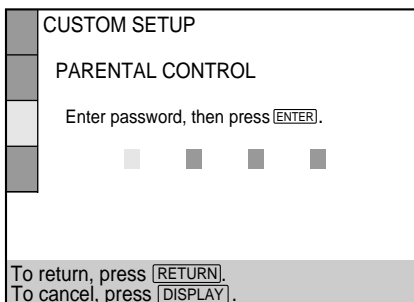 CUSTOM SETUP
PARENTAL CONTROL
Enter password, then press ENTER.
To return, press RETURN.
To cancel, press DISPLAY.